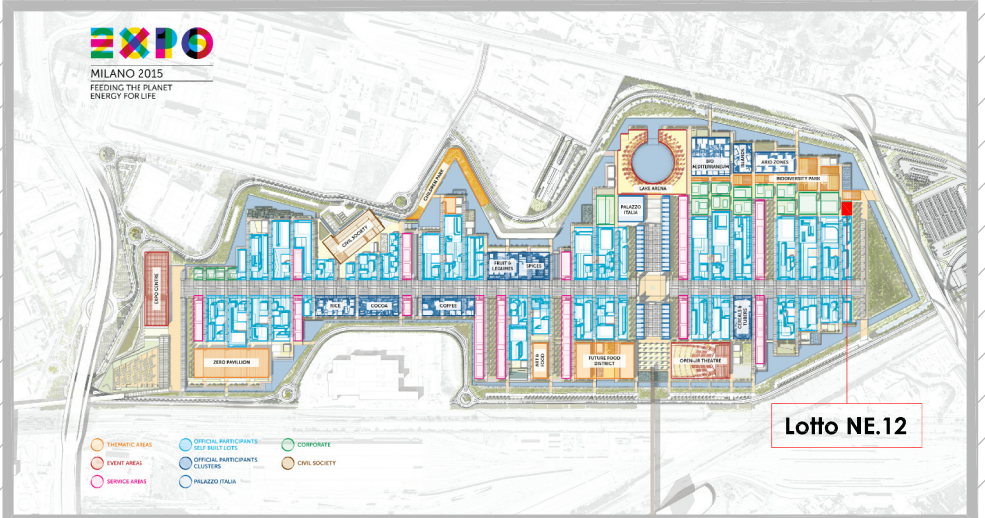 EXPO
MILANO 2015
FEEDING THE PLANET
ENERGY FOR LIFE
CHILDREN PARK
LAKE ARENA
BIO
MEDITERRANEUM
ISLANDS
ARID ZONES
BIODIVERSITY PARK
PALAZZO
ITALIA
CIVIL SOCIETY
EXPO CENTRE
FRUIT &
LEGUMES
SPICES
RICE
COCOA
COFFEE
CEREALS &
TUBERS
ZERO PAVILLION
ART &
FOOD
FUTURE FOOD
DISTRICT
OPEN-AIR THEATRE
Lotto NE.12
THEMATIC AREAS
EVENT AREAS
SERVICE AREAS
OFFICIAL PARTICIPANTS
SELF BUILT LOTS
OFFICIAL PARTICIPANTS
CLUSTERS
PALAZZO ITALIA
CORPORATE
CIVIL SOCIETY